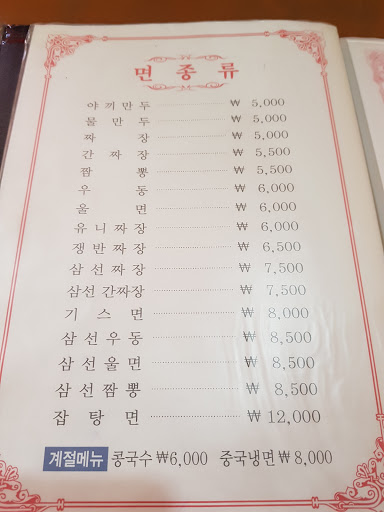 면 종 류
야 끼 만 두 ₩ 5,000
물 만 두 ₩ 5,000
짜 장 ₩ 5,000
간 짜 장 ₩ 5,500
짬 뽕 ₩ 5,500
우 동 ₩ 6,000
울 면 ₩ 6,000
유 니 짜 장 ₩ 6,000
쟁 반 짜 장 ₩ 6,500
삼 선 짜 장 ₩ 7,500
삼선 간짜장 ₩ 7,500
기 스 면 ₩ 8,000
삼 선 우 동 ₩ 8,500
삼 선 울 면 ₩ 8,500
삼 선 짬 뽕 ₩ 8,500
잡 탕 면 ₩ 12,000
계절메뉴 콩국수 ₩6,000 중국냉면 ₩ 8,000